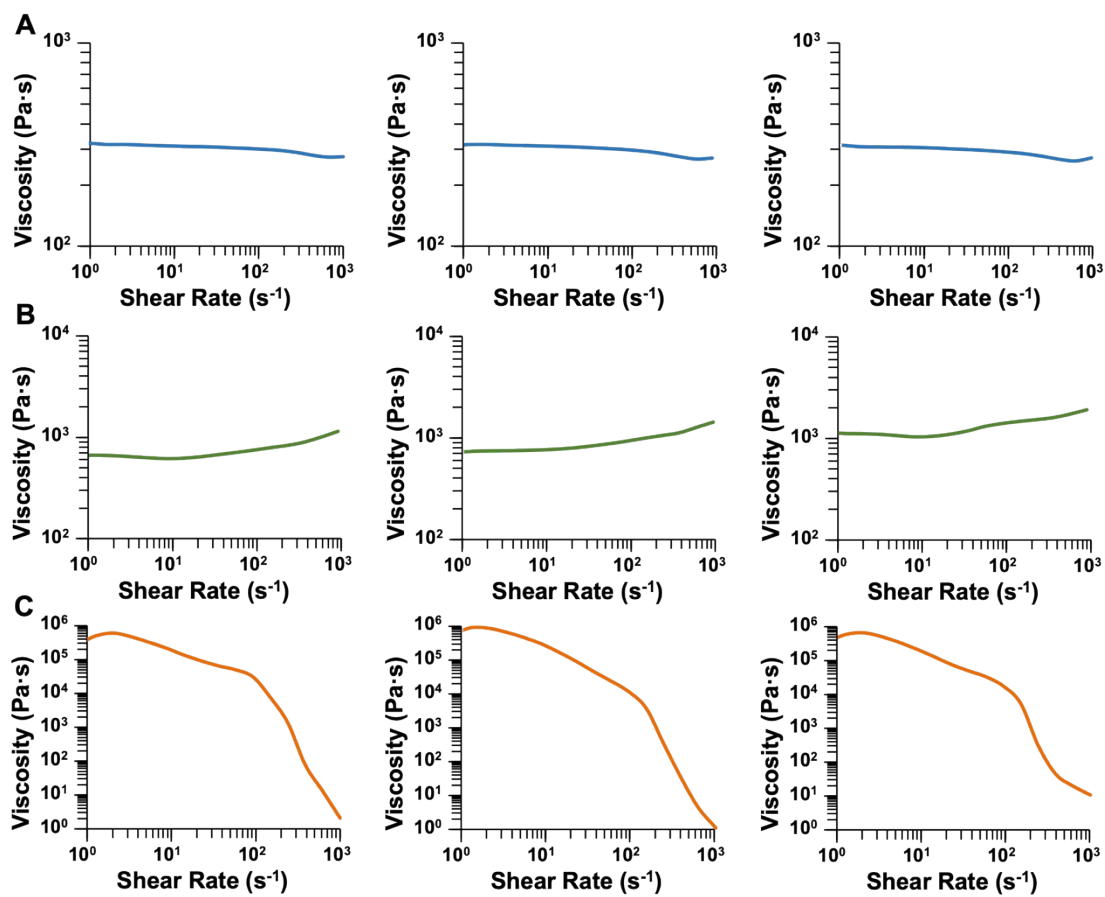 A
10³ 10³ 10³
Viscosity (Pa·s) Viscosity (Pa·s) Viscosity (Pa·s)
10² 10² 10²
10⁰ 10¹ 10² 10³ 10⁰ 10¹ 10² 10³ 10⁰ 10¹ 10² 10³
Shear Rate (s⁻¹) Shear Rate (s⁻¹) Shear Rate (s⁻¹)
B
10⁴ 10⁴ 10⁴
Viscosity (Pa·s) Viscosity (Pa·s) Viscosity (Pa·s)
10³ 10³ 10³
10² 10² 10²
10⁰ 10¹ 10² 10³ 10⁰ 10¹ 10² 10³ 10⁰ 10¹ 10² 10³
Shear Rate (s⁻¹) Shear Rate (s⁻¹) Shear Rate (s⁻¹)
C
10⁶ 10⁶ 10⁶
10⁵ 10⁵ 10⁵
10⁴ 10⁴ 10⁴
Viscosity (Pa·s) Viscosity (Pa·s) Viscosity (Pa·s)
10³ 10³ 10³
10² 10² 10²
10¹ 10¹ 10¹
10⁰ 10⁰ 10⁰
10⁰ 10¹ 10² 10³ 10⁰ 10¹ 10² 10³ 10⁰ 10¹ 10² 10³
Shear Rate (s⁻¹) Shear Rate (s⁻¹) Shear Rate (s⁻¹)